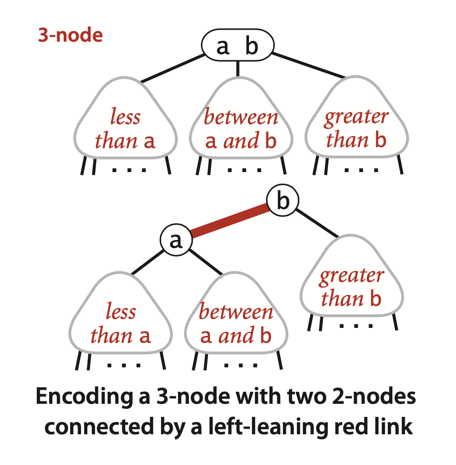 3-node
a b
less
than a
between
a and b
greater
than b
. . .
. . .
. . .
b
a
less
than a
between
a and b
greater
than b
. . .
. . .
. . .
Encoding a 3-node with two 2-nodes
connected by a left-leaning red link